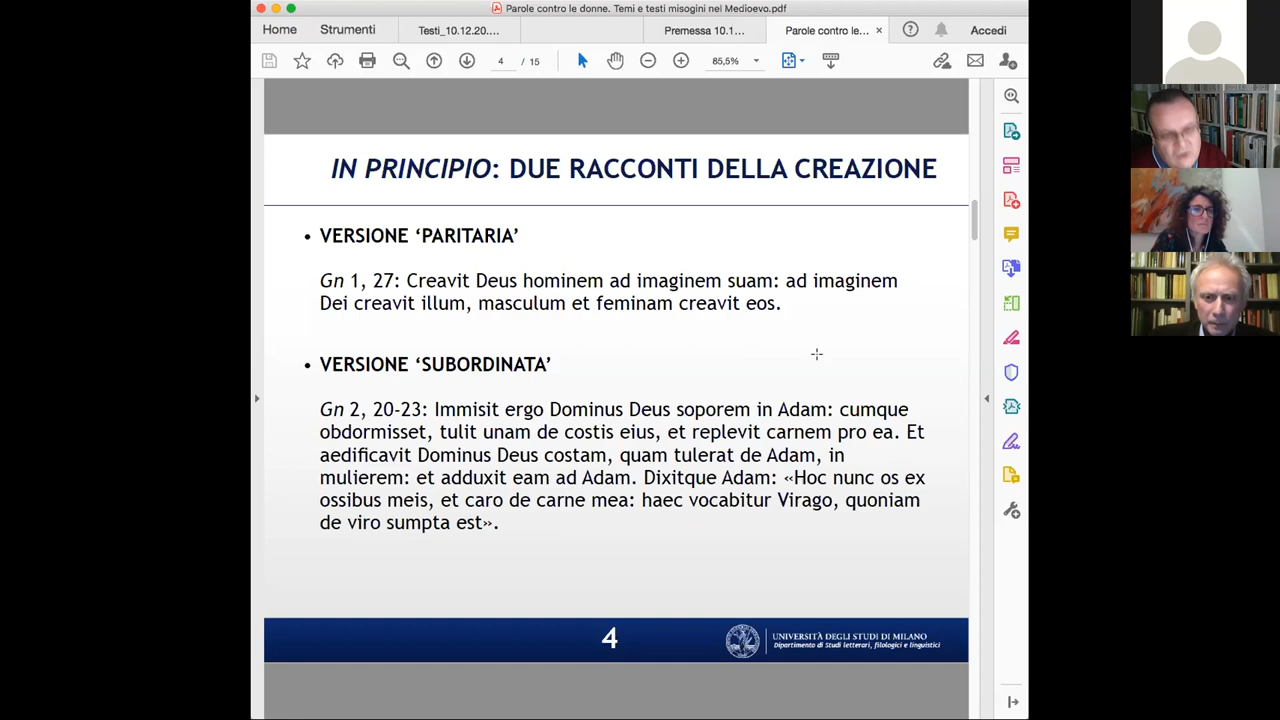 Parole contro le donne. Temi e testi misogini nel Medioevo.pdf
Home Strumenti Testi_10.12.20.... Premessa 10.1... Parole contro le... × ? Accedi
4 / 15 85,5%
IN PRINCIPIO: DUE RACCONTI DELLA CREAZIONE
• VERSIONE ‘PARITARIA’
Gn 1, 27: Creavit Deus hominem ad imaginem suam: ad imaginem
Dei creavit illum, masculum et feminam creavit eos.
• VERSIONE ‘SUBORDINATA’
Gn 2, 20-23: Immisit ergo Dominus Deus soporem in Adam: cumque
obdormisset, tulit unam de costis eius, et replevit carnem pro ea. Et
aedificavit Dominus Deus costam, quam tulerat de Adam, in
mulierem: et adduxit eam ad Adam. Dixitque Adam: «Hoc nunc os ex
ossibus meis, et caro de carne mea: haec vocabitur Virago, quoniam
de viro sumpta est».
4
UNIVERSITÀ DEGLI STUDI DI MILANO
Dipartimento di Studi letterari, filologici e linguistici